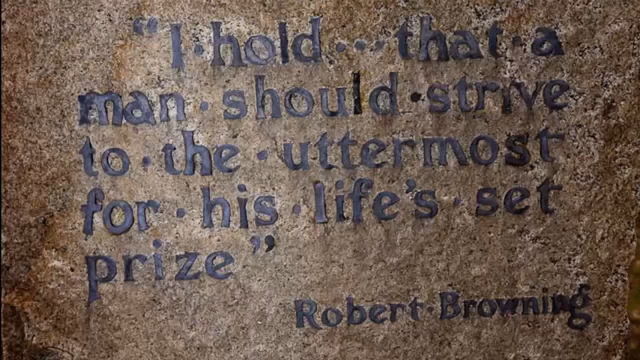 “I·hold···that·a
man·should·strive
to·the·uttermost
for·his·life’s·set
prize”
Robert·Browning